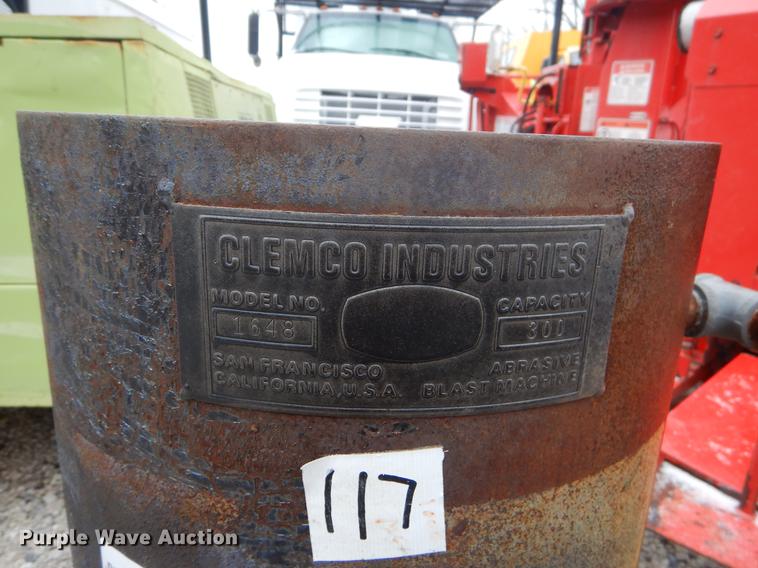 CLEMCO INDUSTRIES
MODEL NO. CAPACITY
1648 300
SAN FRANCISCO ABRASIVE
CALIFORNIA, U.S.A. BLAST MACHINE
117
Purple Wave Auction